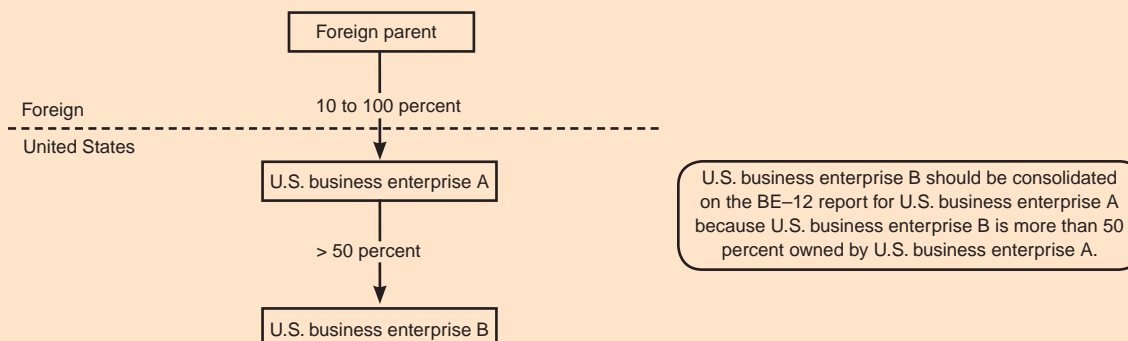 Foreign parent
10 to 100 percent
Foreign
United States
U.S. business enterprise A
> 50 percent
U.S. business enterprise B
U.S. business enterprise B should be consolidated
on the BE–12 report for U.S. business enterprise A
because U.S. business enterprise B is more than 50
percent owned by U.S. business enterprise A.